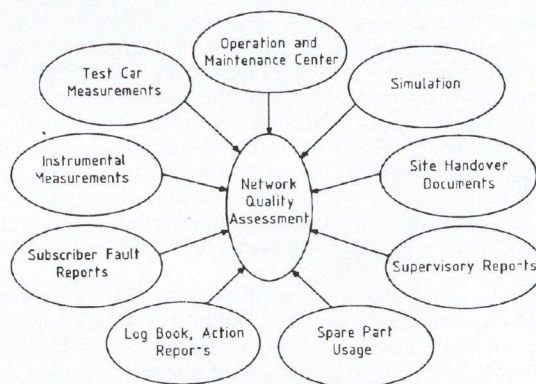 Operation and
Maintenance Center
Test Car
Measurements
Simulation
Instrumental
Measurements
Network
Quality
Assessment
Site Handover
Documents
Subscriber Fault
Reports
Supervisory Reports
Log Book, Action
Reports
Spare Part
Usage